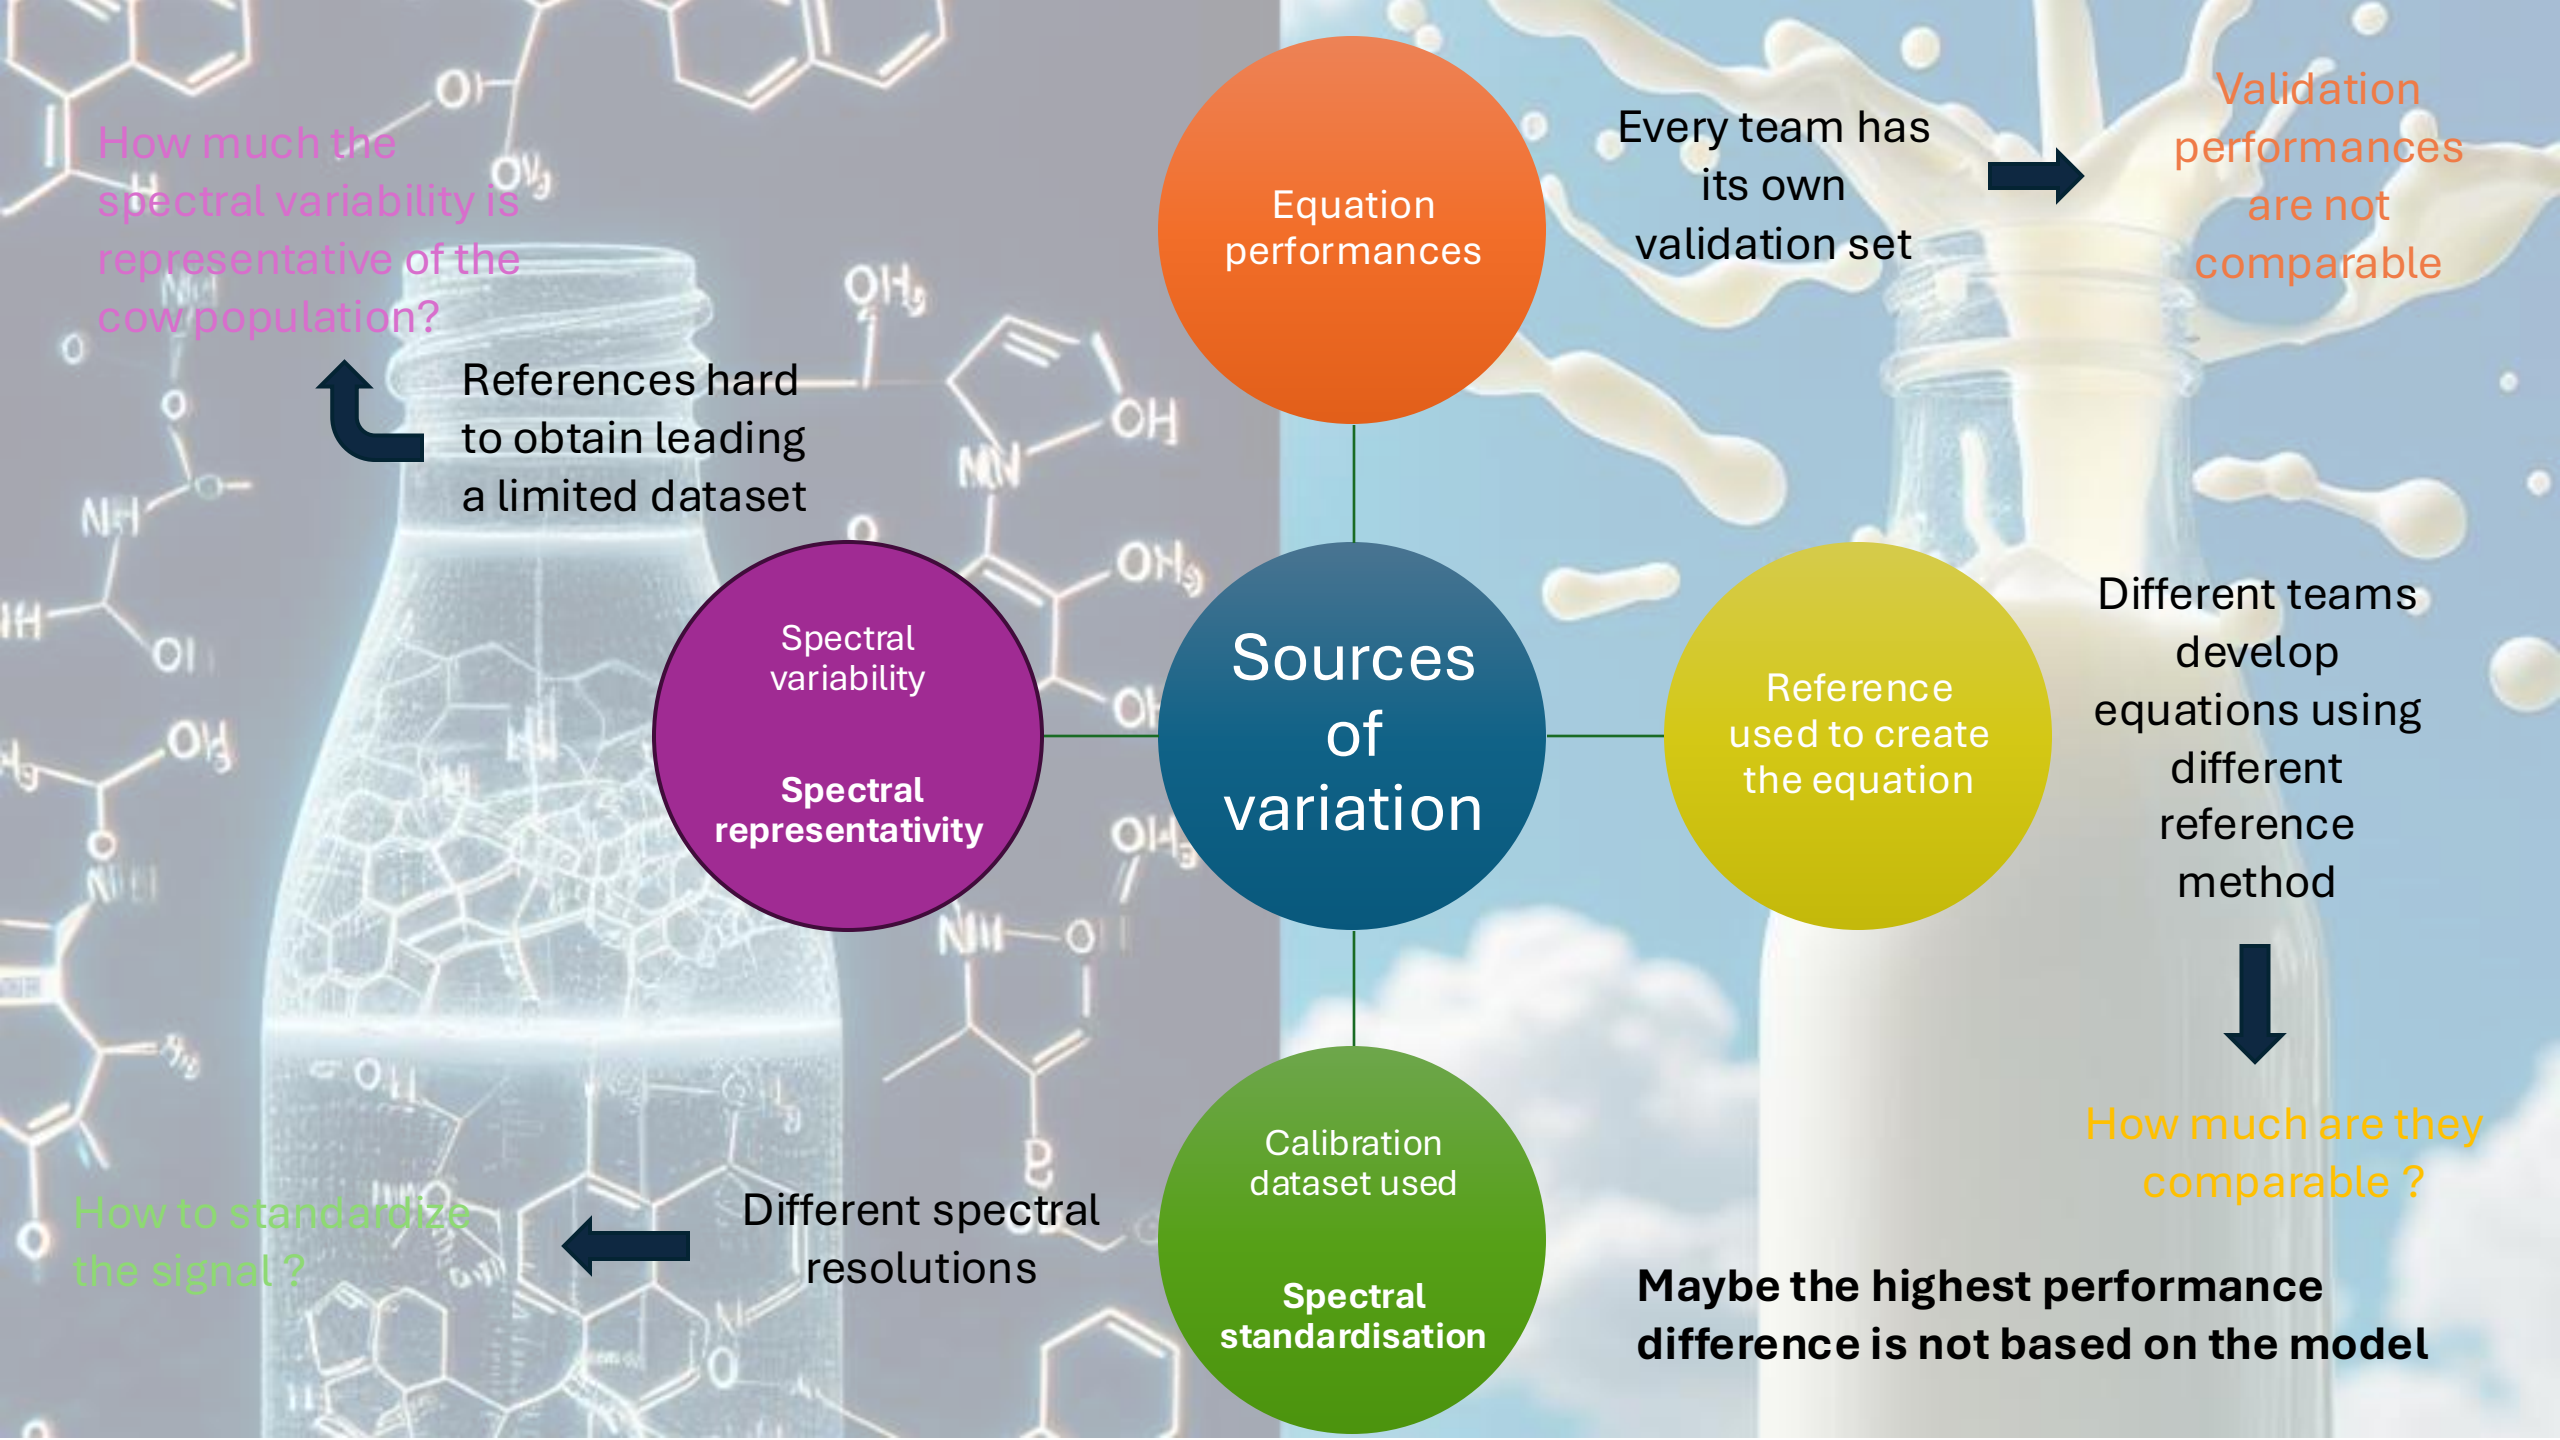 Equation
performances
Every team has
its own
validation set
Validation
performances
are not
comparable
How much the
spectral variability is
representative of the
cow population?
References hard
to obtain leading
a limited dataset
Spectral
variability
Spectral
representativity
Sources
of
variation
Reference
used to create
the equation
Different teams
develop
equations using
different
reference
method
How much are they
comparable ?
Calibration
dataset used
Spectral
standardisation
Different spectral
resolutions
How to standardize
the signal ?
Maybe the highest performance
difference is not based on the model